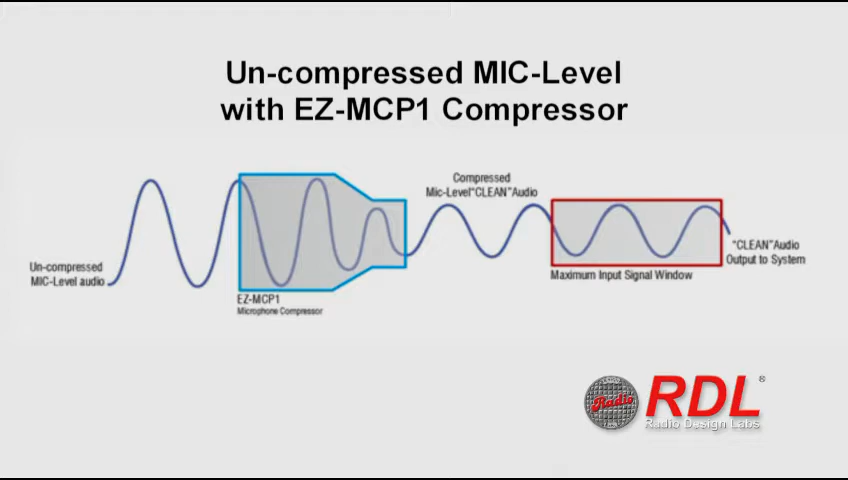 Un-compressed MIC-Level
with EZ-MCP1 Compressor
Compressed
Mic-Level"CLEAN"Audio
Un-compressed
MIC-Level audio
"CLEAN"Audio
Output to System
Maximum Input Signal Window
EZ-MCP1
Microphone Compressor
Radio
RDL®
Radio Design Labs